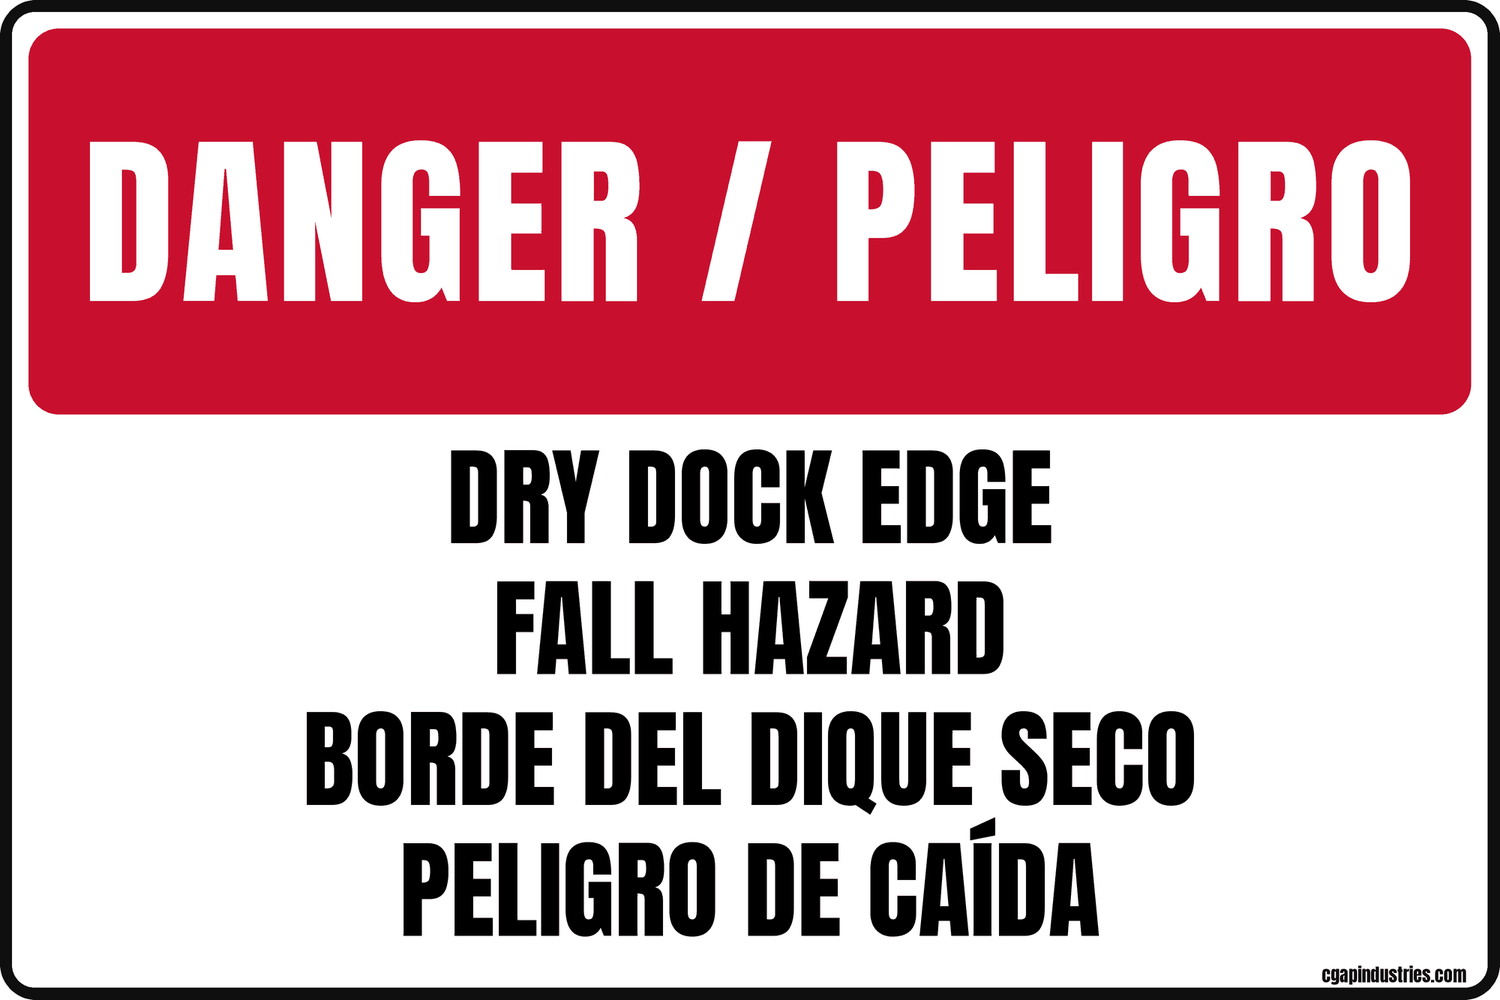 DANGER / PELIGRO
DRY DOCK EDGE
FALL HAZARD
BORDE DEL DIQUE SECO
PELIGRO DE CAÍDA
cgapindustries.com